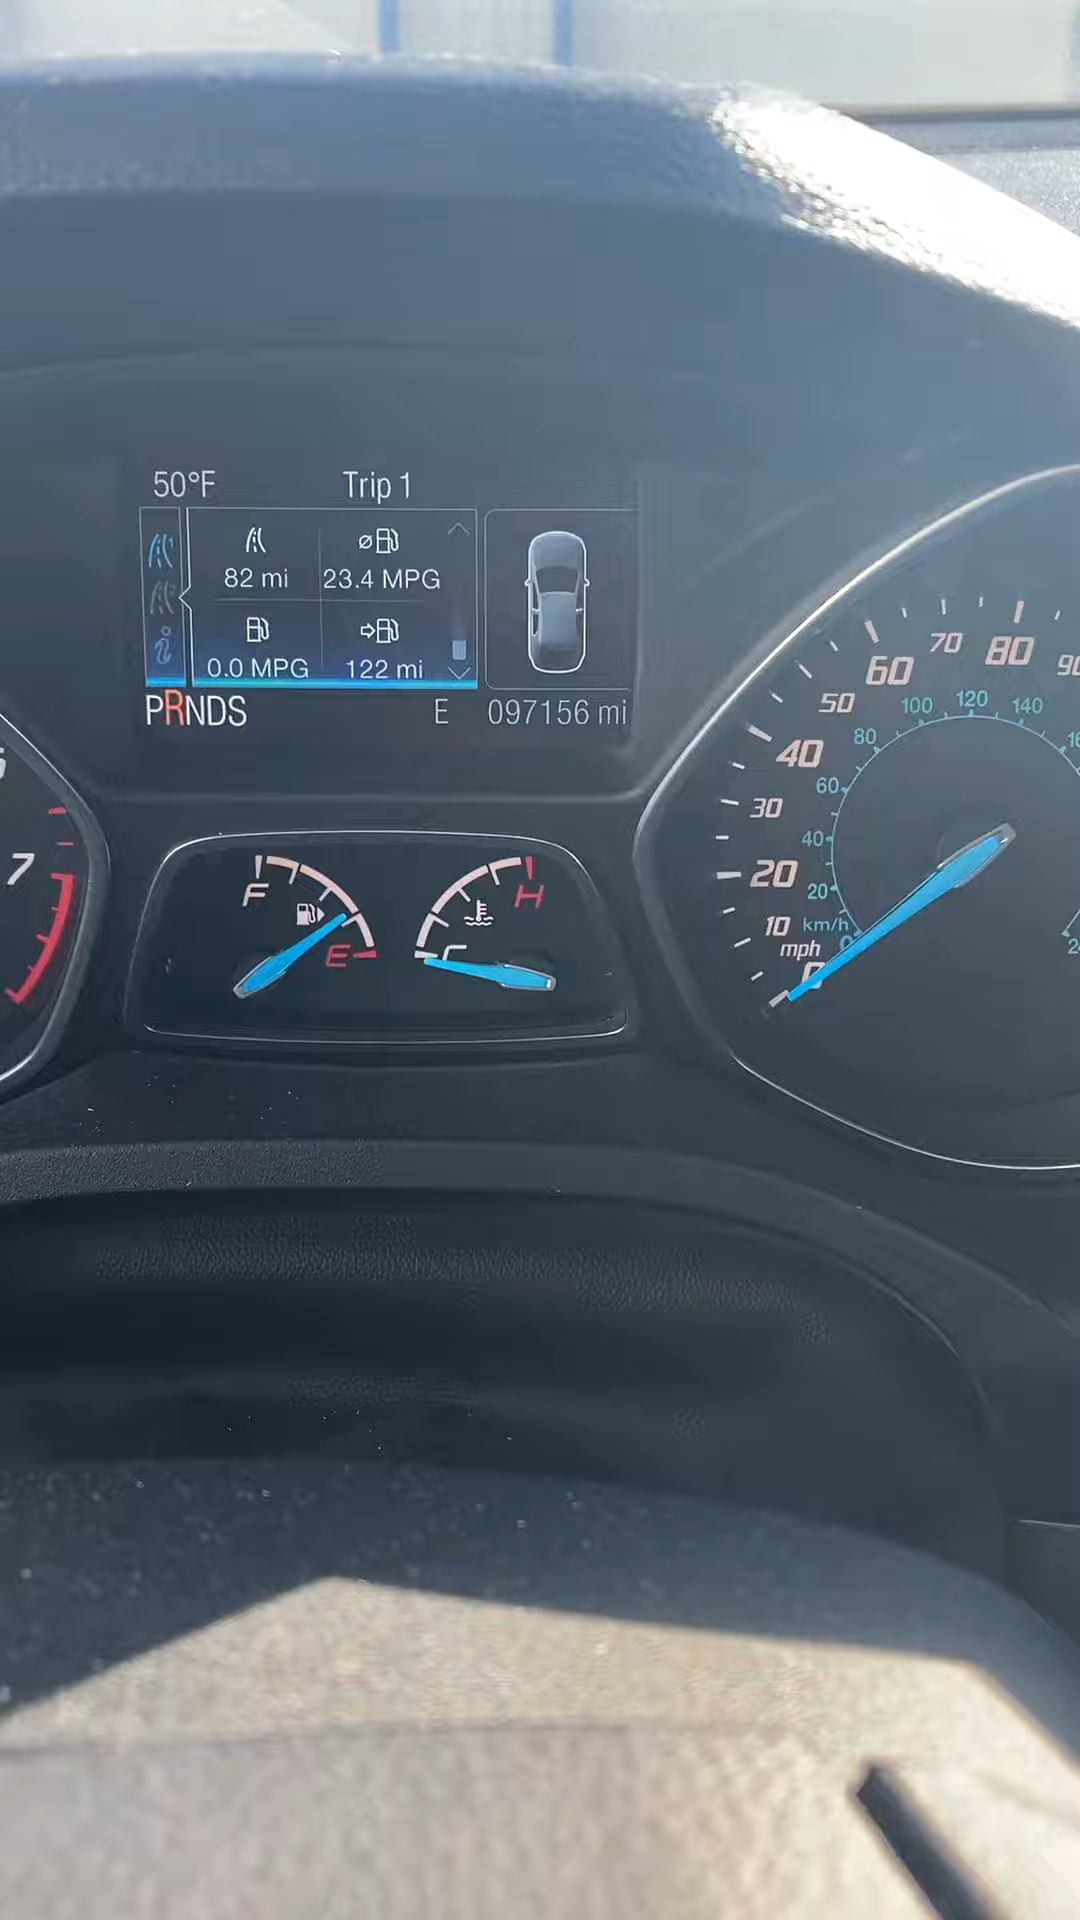 50°F Trip 1
82 mi 23.4 MPG
0.0 MPG 122 mi
PRNDS E 097156 mi
7
F E
C H
0 10 20 30 40 50 60 70 80
mph
km/h
0 20 40 60 80 100 120 140